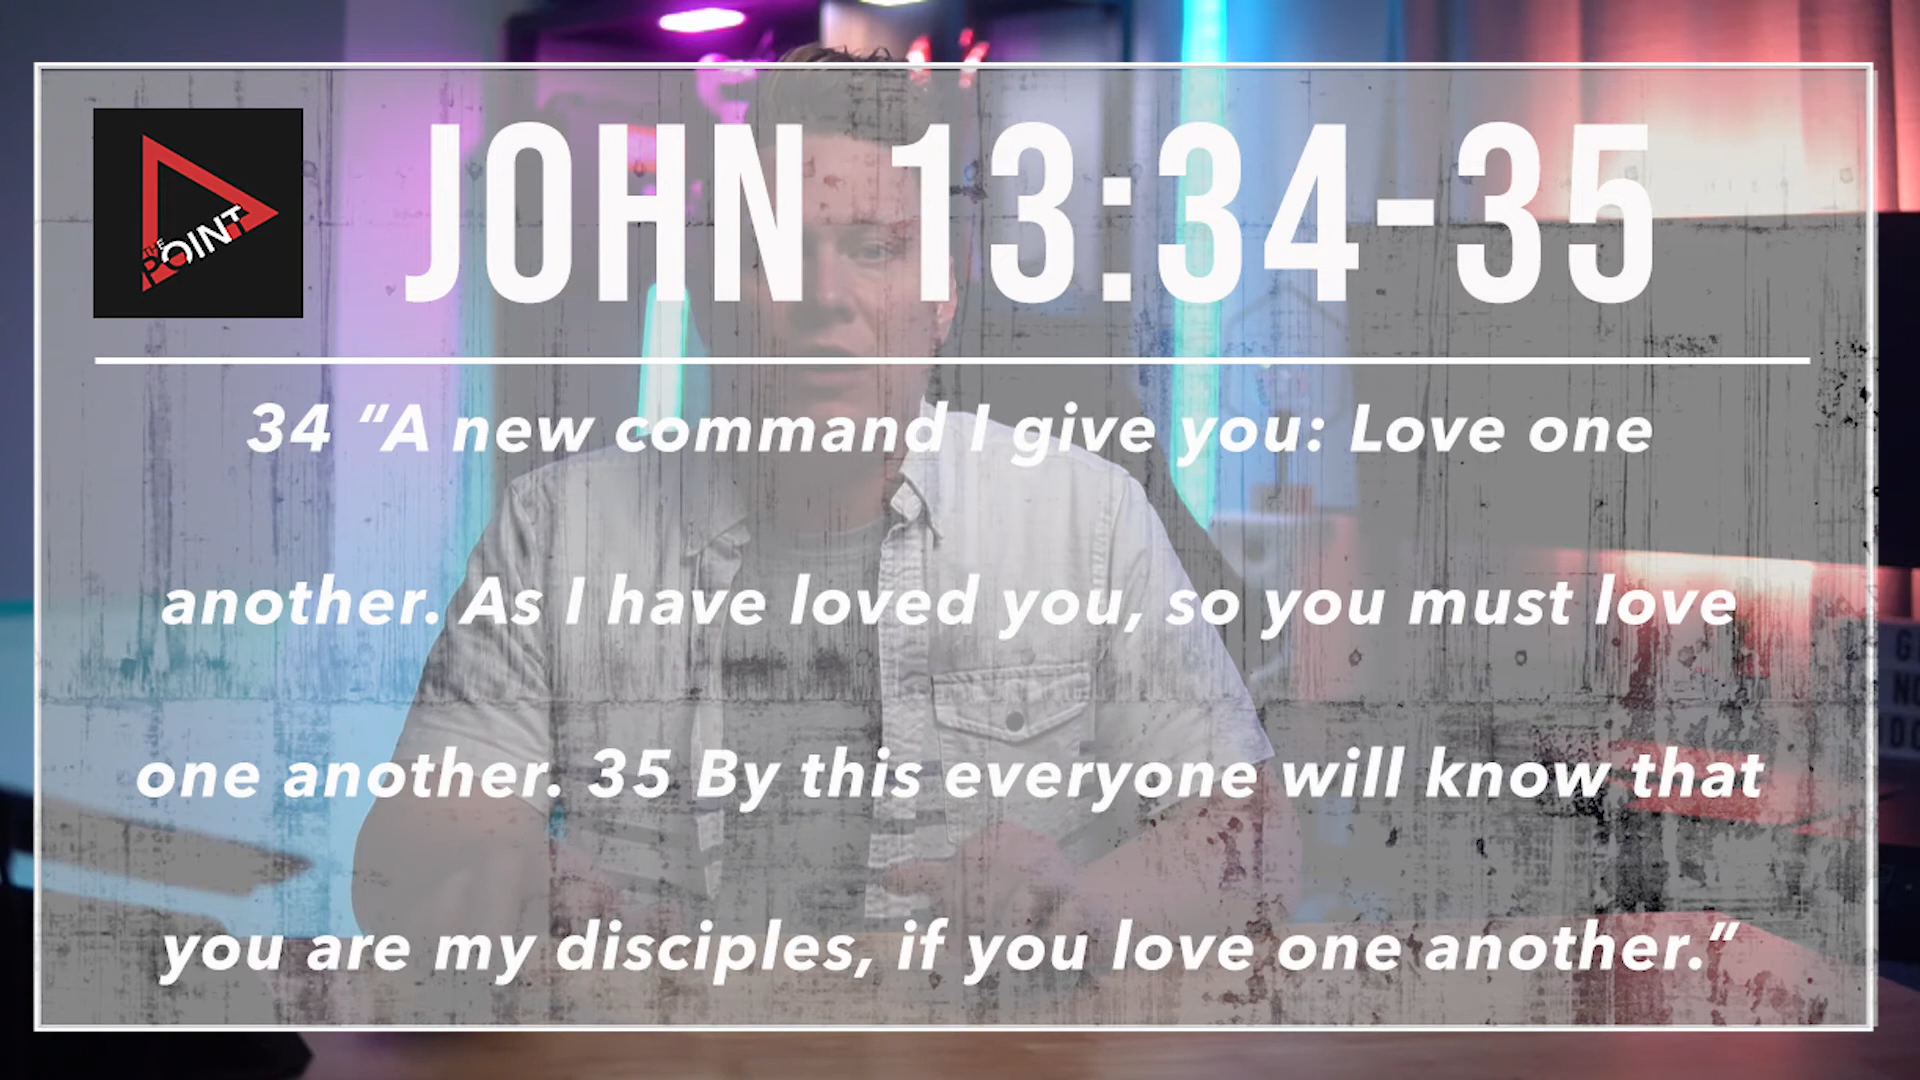 THE
POINT
JOHN 13:34-35
34 “A new command I give you: Love one
another. As I have loved you, so you must love
one another. 35 By this everyone will know that
you are my disciples, if you love one another.”